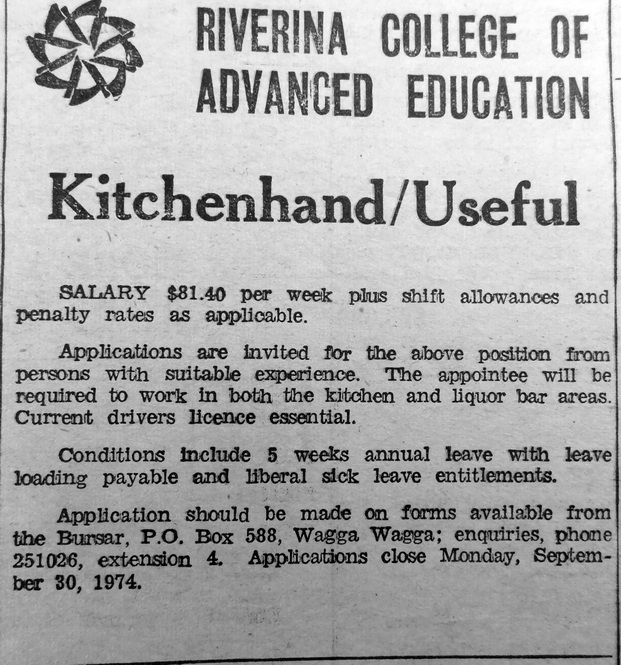 RIVERINA COLLEGE OF
ADVANCED EDUCATION
Kitchenhand/Useful
SALARY $81.40 per week plus shift allowances and
penalty rates as applicable.
Applications are invited for the above position from
persons with suitable experience. The appointee will be
required to work in both the kitchen and liquor bar areas.
Current drivers licence essential.
Conditions include 5 weeks annual leave with leave
loading payable and liberal sick leave entitlements.
Application should be made on forms available from
the Bursar, P.O. Box 588, Wagga Wagga; enquiries, phone
251026, extension 4. Applications close Monday, Septem-
ber 30, 1974.